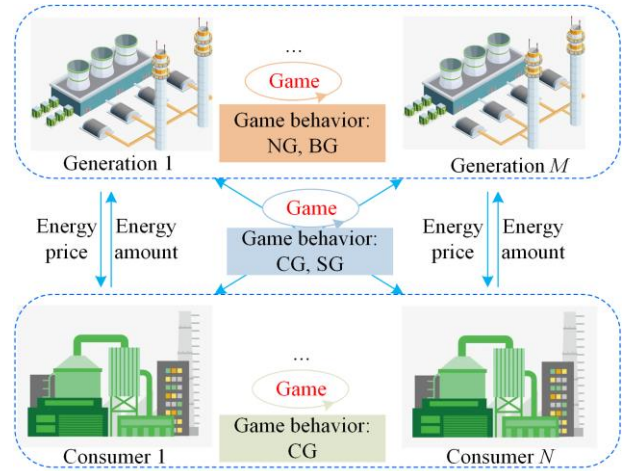 ...
Game
Game behavior:
NG, BG
Generation 1
Generation M
Energy
price
Energy
amount
Game
Game behavior:
CG, SG
Energy
price
Energy
amount
...
Game
Game behavior:
CG
Consumer 1
Consumer N